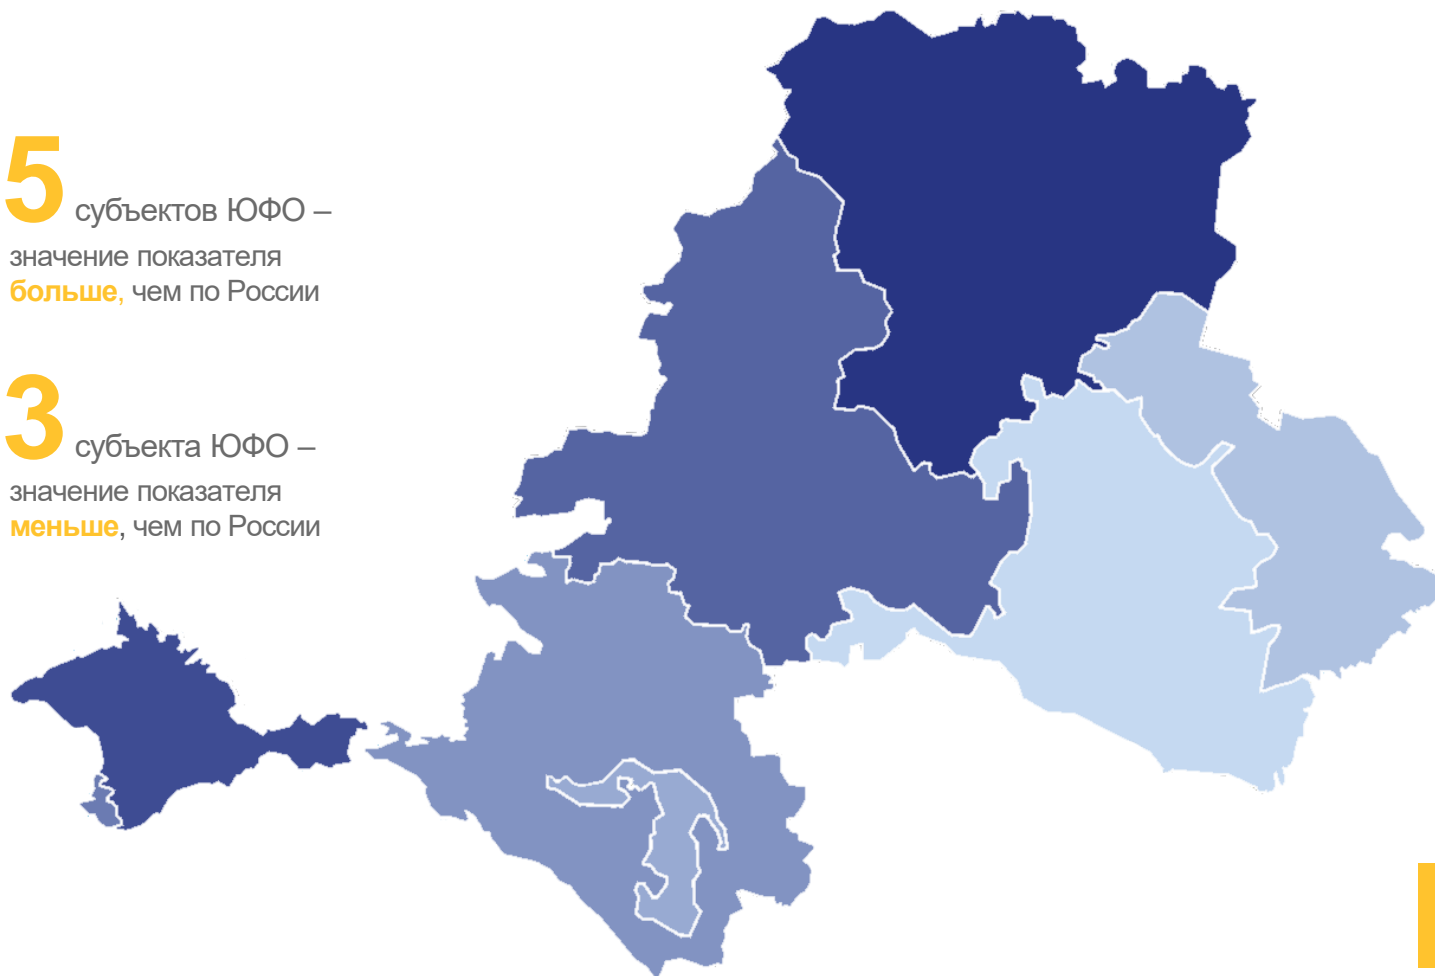 5 субъектов ЮФО –
значение показателя
больше, чем по России
3 субъекта ЮФО –
значение показателя
меньше, чем по России